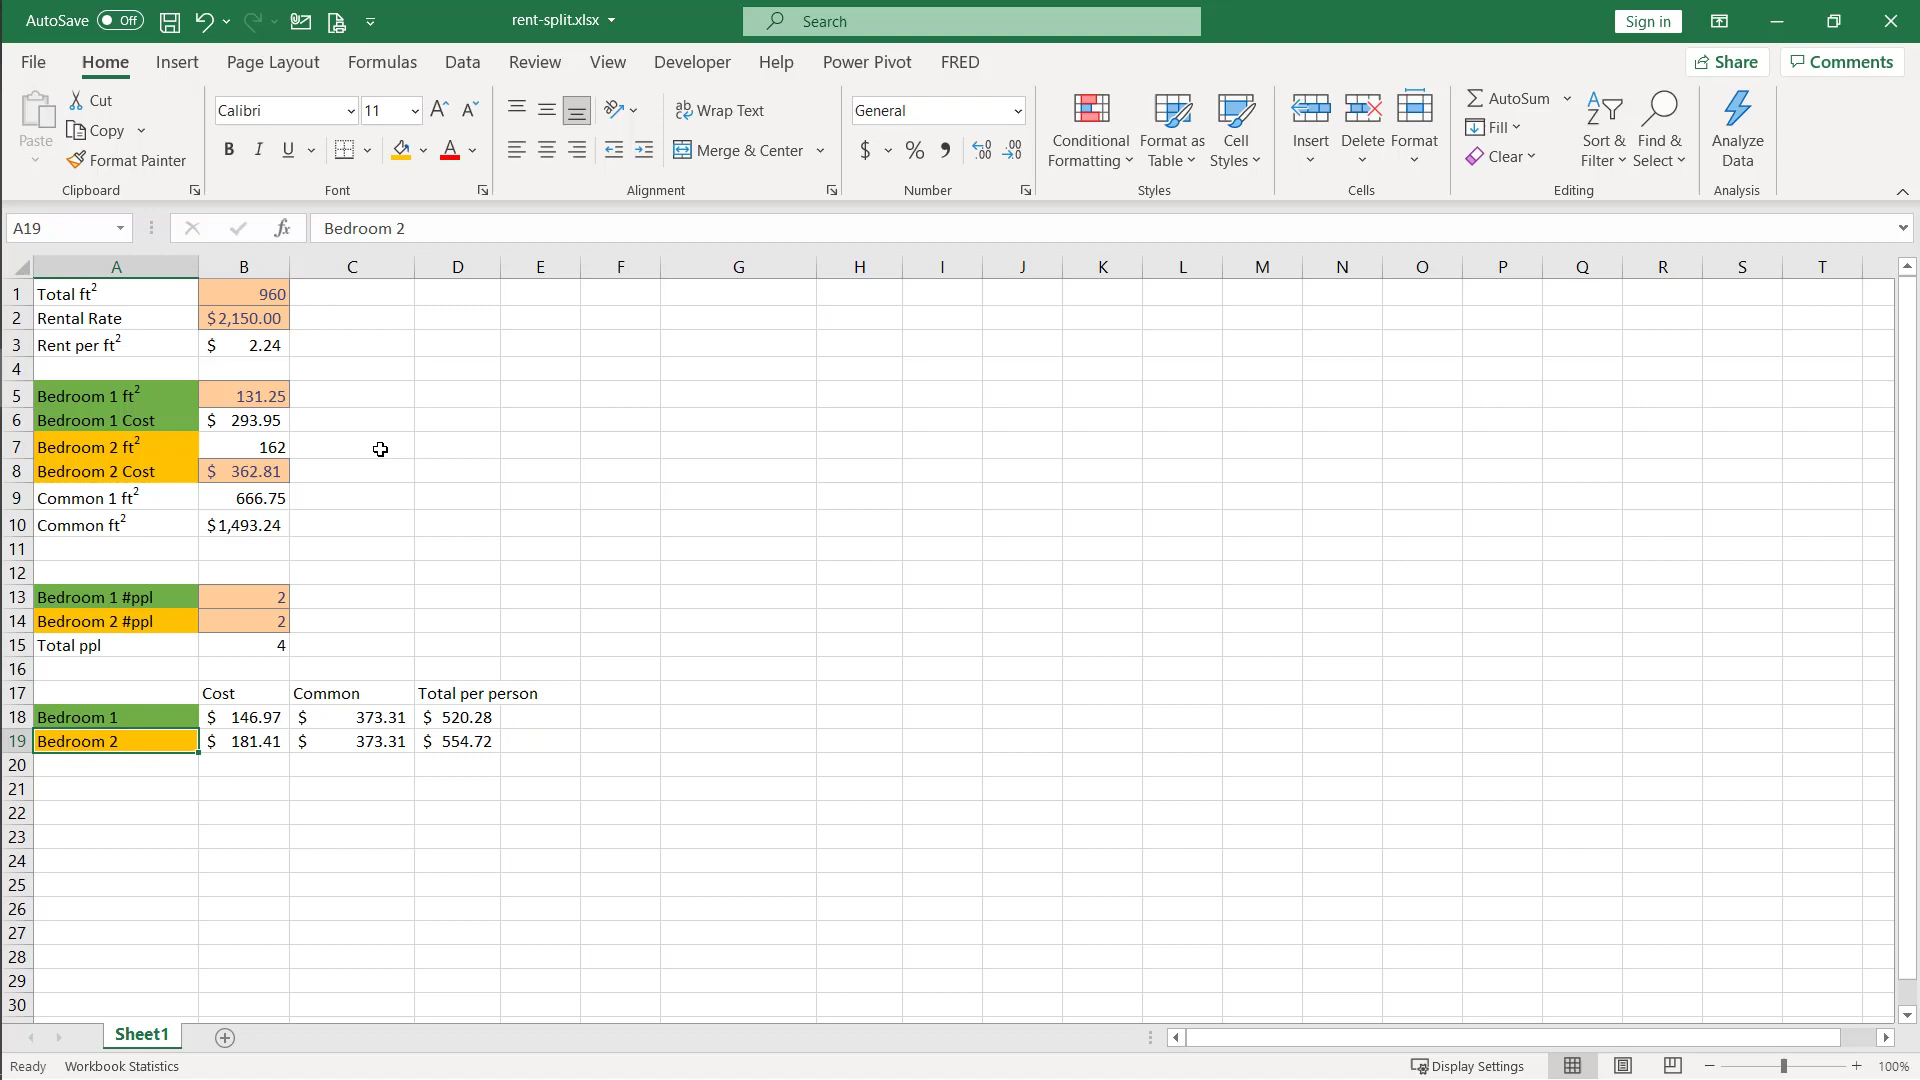 AutoSave Off rent-split.xlsx Search Sign in
File Home Insert Page Layout Formulas Data Review View Developer Help Power Pivot FRED Share Comments
Paste
Cut
Copy
Format Painter
Clipboard
Calibri 11
B I U A
Font
Wrap Text
Merge & Center
Alignment
General
$ % 9
Number
Conditional Formatting
Format as Table
Cell Styles
Styles
Insert Delete Format
Cells
AutoSum
Fill
Clear
Sort & Filter
Find & Select
Editing
Analyze Data
Analysis
A19 fx Bedroom 2
A B C D E F G H I J K L M N O P Q R S T
1 Total ft² 960
2 Rental Rate $2,150.00
3 Rent per ft² $ 2.24
4
5 Bedroom 1 ft² 131.25
6 Bedroom 1 Cost $ 293.95
7 Bedroom 2 ft² 162
8 Bedroom 2 Cost $ 362.81
9 Common 1 ft² 666.75
10 Common ft² $1,493.24
11
12
13 Bedroom 1 #ppl 2
14 Bedroom 2 #ppl 2
15 Total ppl 4
16
17 Cost Common Total per person
18 Bedroom 1 $ 146.97 $ 373.31 $ 520.28
19 Bedroom 2 $ 181.41 $ 373.31 $ 554.72
20
21
22
23
24
25
26
27
28
29
30
Sheet1
Ready Workbook Statistics Display Settings 100%